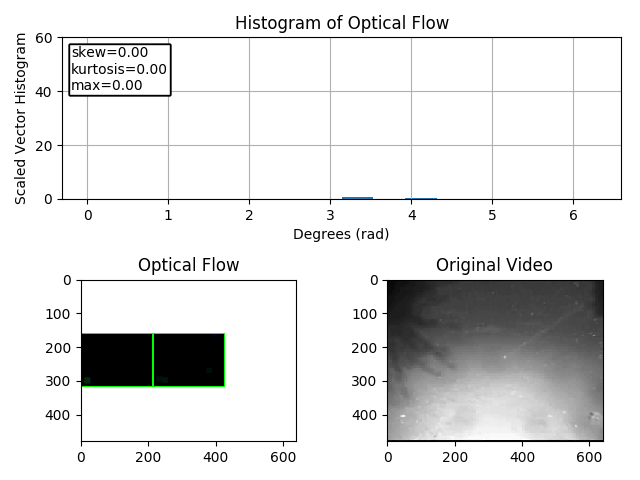 Histogram of Optical Flow
Scaled Vector Histogram
60
40
20
0
skew=0.00
kurtosis=0.00
max=0.00
0 1 2 3 4 5 6
Degrees (rad)
Optical Flow
0
100
200
300
400
0 200 400 600
Original Video
0
100
200
300
400
0 200 400 600